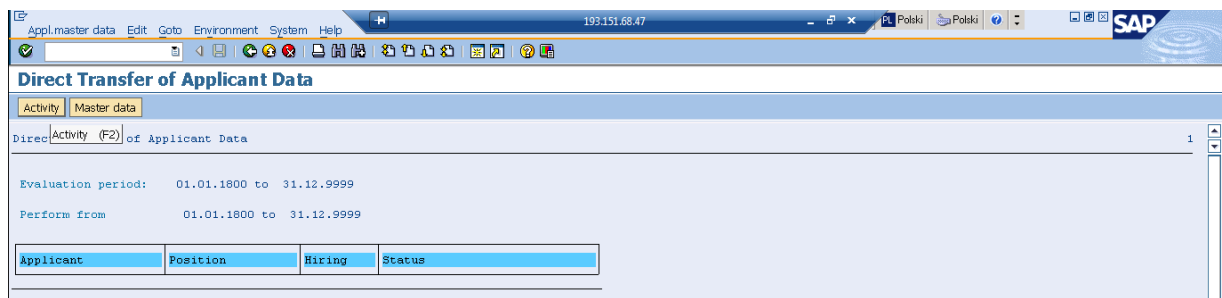 193.151.68.47
PL Polski Polski
Appl.master data Edit Goto Environment System Help
SAP
Direct Transfer of Applicant Data
Activity Master data
Direc Activity (F2) of Applicant Data 1
Evaluation period: 01.01.1800 to 31.12.9999
Perform from 01.01.1800 to 31.12.9999
Applicant Position Hiring Status